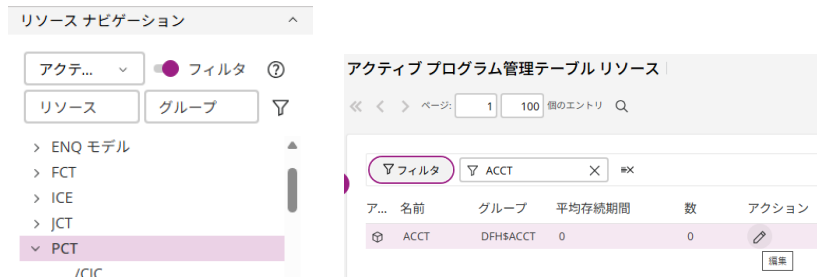 リソース ナビゲーション
アクテ...
フィルタ
リソース
グループ
ENQ モデル
FCT
ICE
JCT
PCT
/CIC
アクティブ プログラム管理テーブル リソース
ページ: 1 100 個のエントリ
フィルタ
ACCT
ア... 名前 グループ 平均存続期間 数 アクション
ACCT DFH$ACCT 0 0
編集